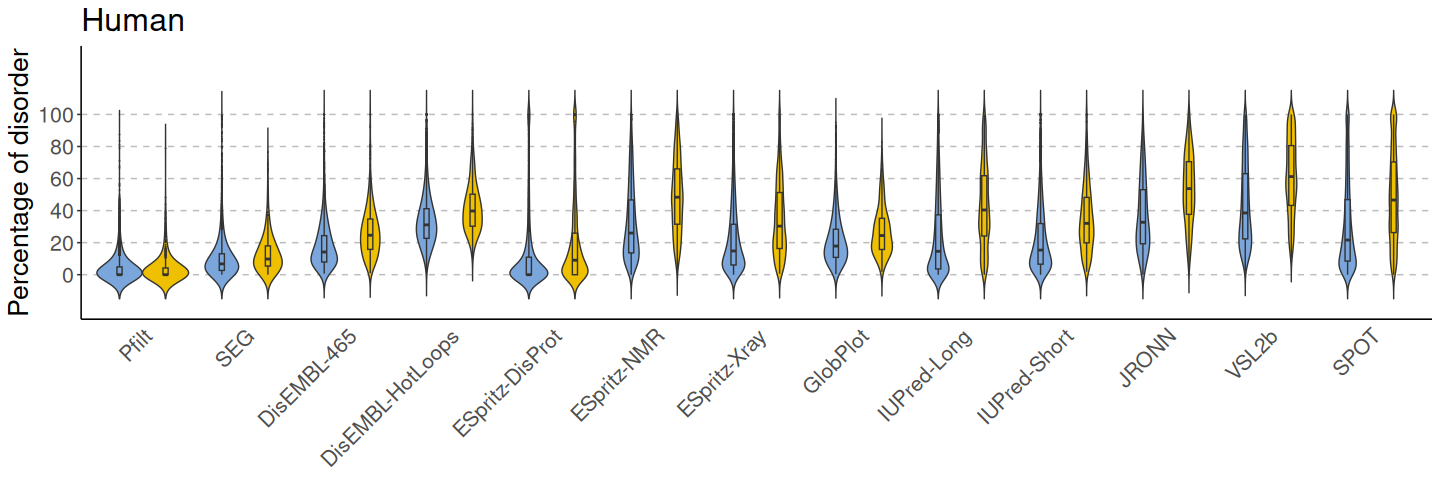 Human
Percentage of disorder
100
80
60
40
20
0
Pfilt
SEG
DisEMBL-465
DisEMBL-HotLoops
ESpritz-DisProt
ESpritz-NMR
ESpritz-Xray
GlobPlot
IUPred-Long
IUPred-Short
JRONN
VSL2b
SPOT